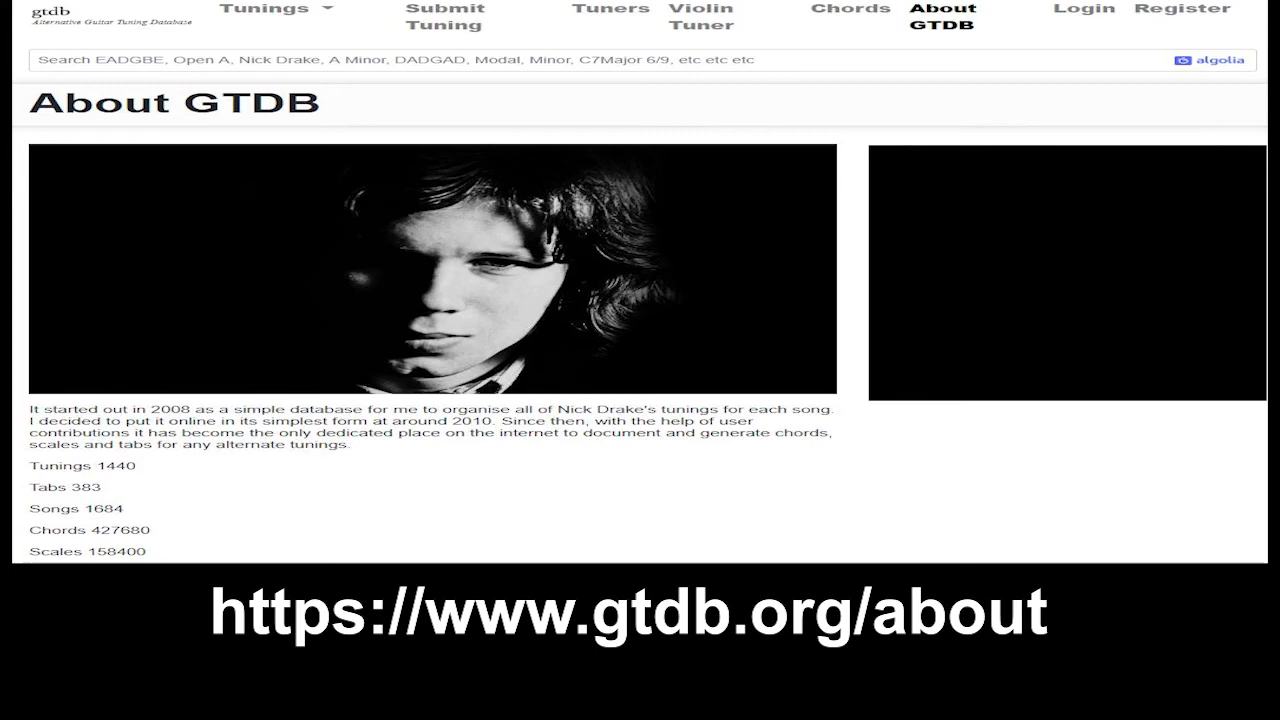 gtdb
Alternative Guitar Tuning Database
Tunings
Submit Tuning
Tuners
Violin Tuner
Chords
About GTDB
Login
Register
Search EADGBE, Open A, Nick Drake, A Minor, DADGAD, Modal, Minor, C7Major 6/9, etc etc etc
algolia
About GTDB
It started out in 2008 as a simple database for me to organise all of Nick Drake's tunings for each song.
I decided to put it online in its simplest form at around 2010. Since then, with the help of user
contributions it has become the only dedicated place on the internet to document and generate chords,
scales and tabs for any alternate tunings.
Tunings 1440
Tabs 383
Songs 1684
Chords 427680
Scales 158400
https://www.gtdb.org/about